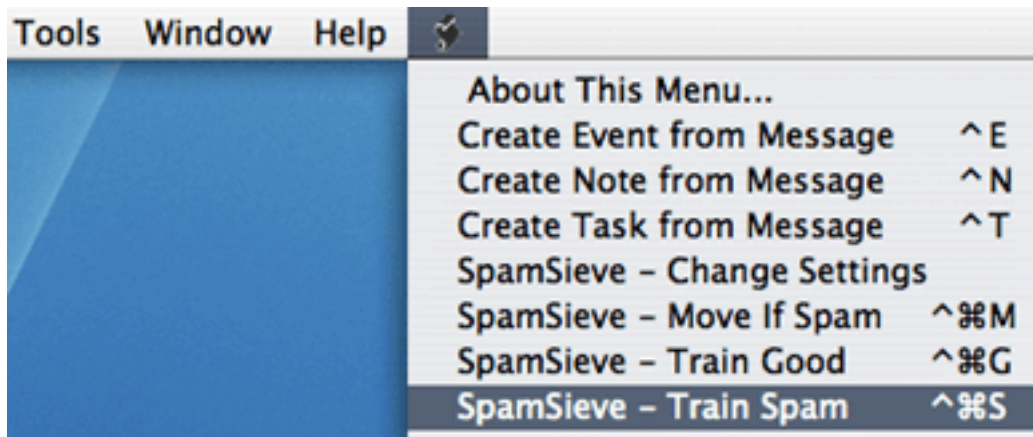 Tools Window Help
About This Menu...
Create Event from Message ^E
Create Note from Message ^N
Create Task from Message ^T
SpamSieve – Change Settings
SpamSieve – Move If Spam ^⌘M
SpamSieve – Train Good ^⌘G
SpamSieve – Train Spam ^⌘S